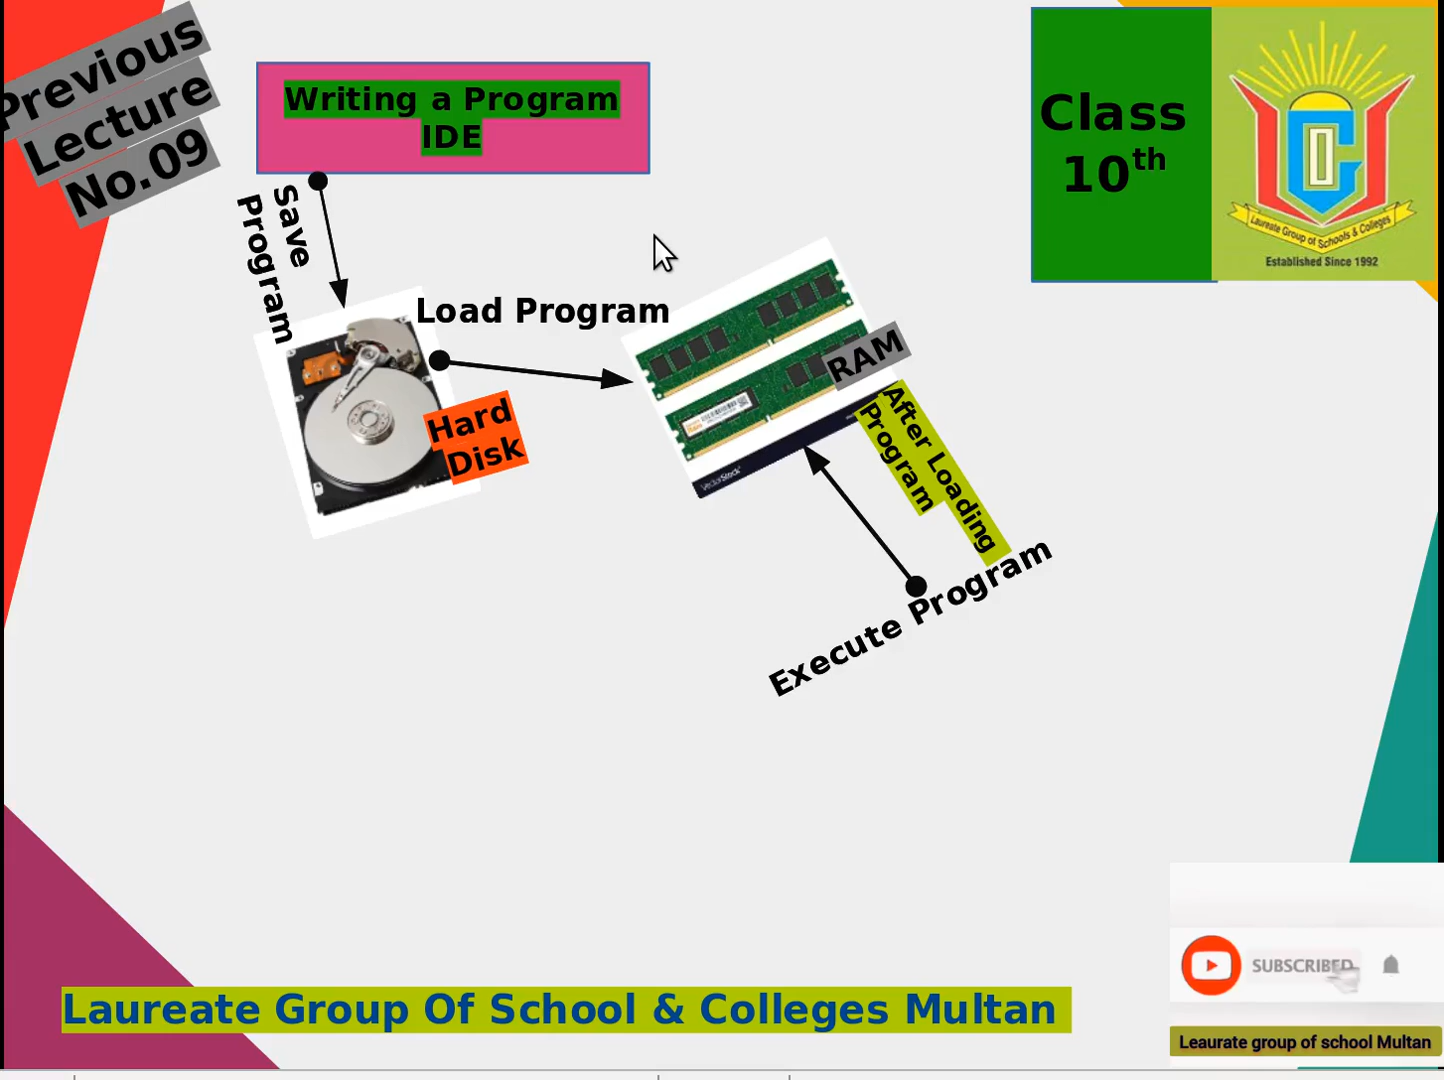 Previous
Lecture
No.09
Writing a Program
IDE
Class
10th
Laureate Group of Schools & Colleges
Established Since 1992
Save
Program
Load Program
Hard
Disk
RAM
VectorStock
After Loading
Program
Execute Program
SUBSCRIBED
Laureate Group Of School & Colleges Multan
Leaurate group of school Multan